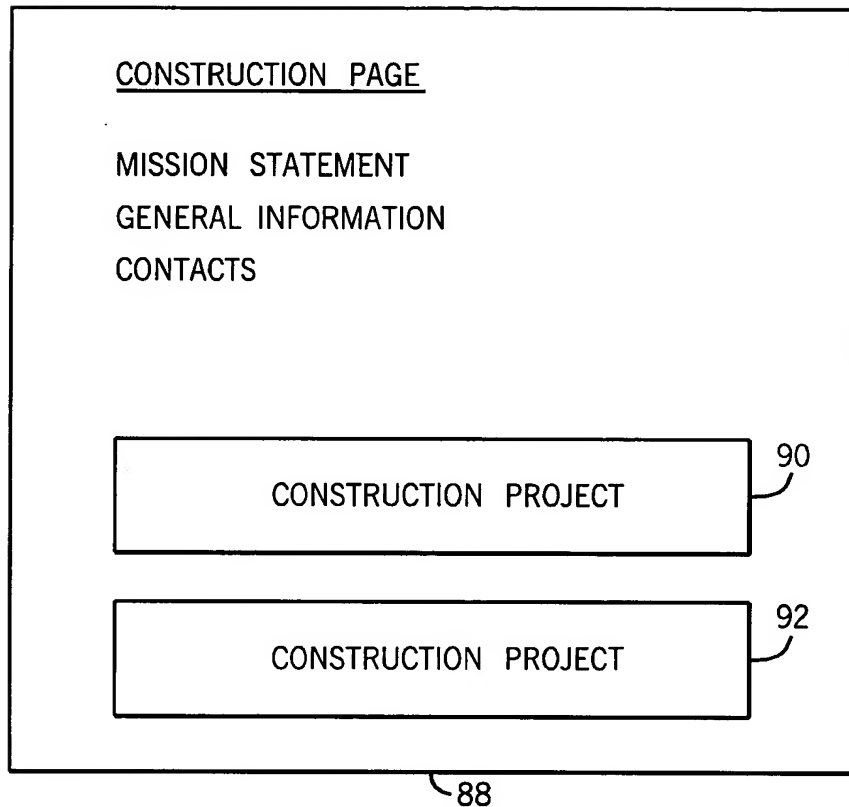 CONSTRUCTION PAGE
MISSION STATEMENT
GENERAL INFORMATION
CONTACTS
CONSTRUCTION PROJECT
90
CONSTRUCTION PROJECT
92
88